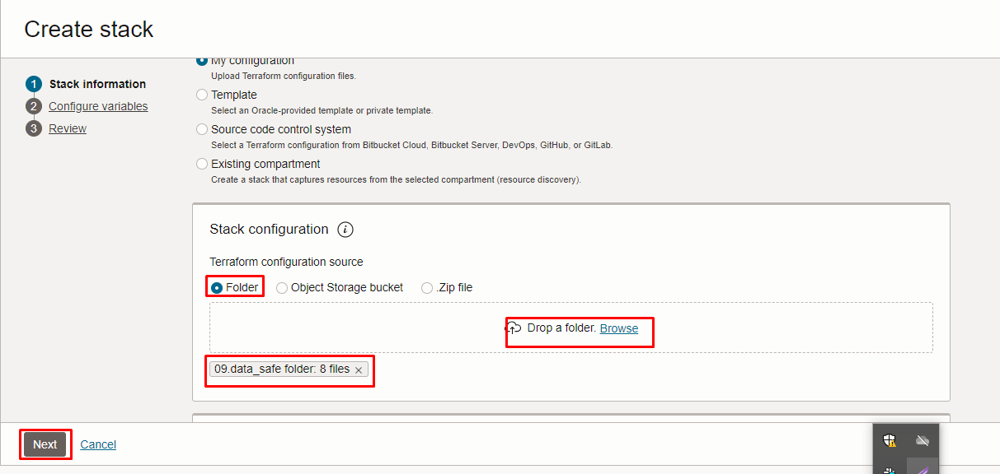 Create stack
1 Stack information
2 Configure variables
3 Review
My configuration
Upload Terraform configuration files.
Template
Select an Oracle-provided template or private template.
Source code control system
Select a Terraform configuration from Bitbucket Cloud, Bitbucket Server, DevOps, GitHub, or GitLab.
Existing compartment
Create a stack that captures resources from the selected compartment (resource discovery).
Stack configuration i
Terraform configuration source
Folder Object Storage bucket .Zip file
Drop a folder. Browse
09.data_safe folder: 8 files ×
Next Cancel